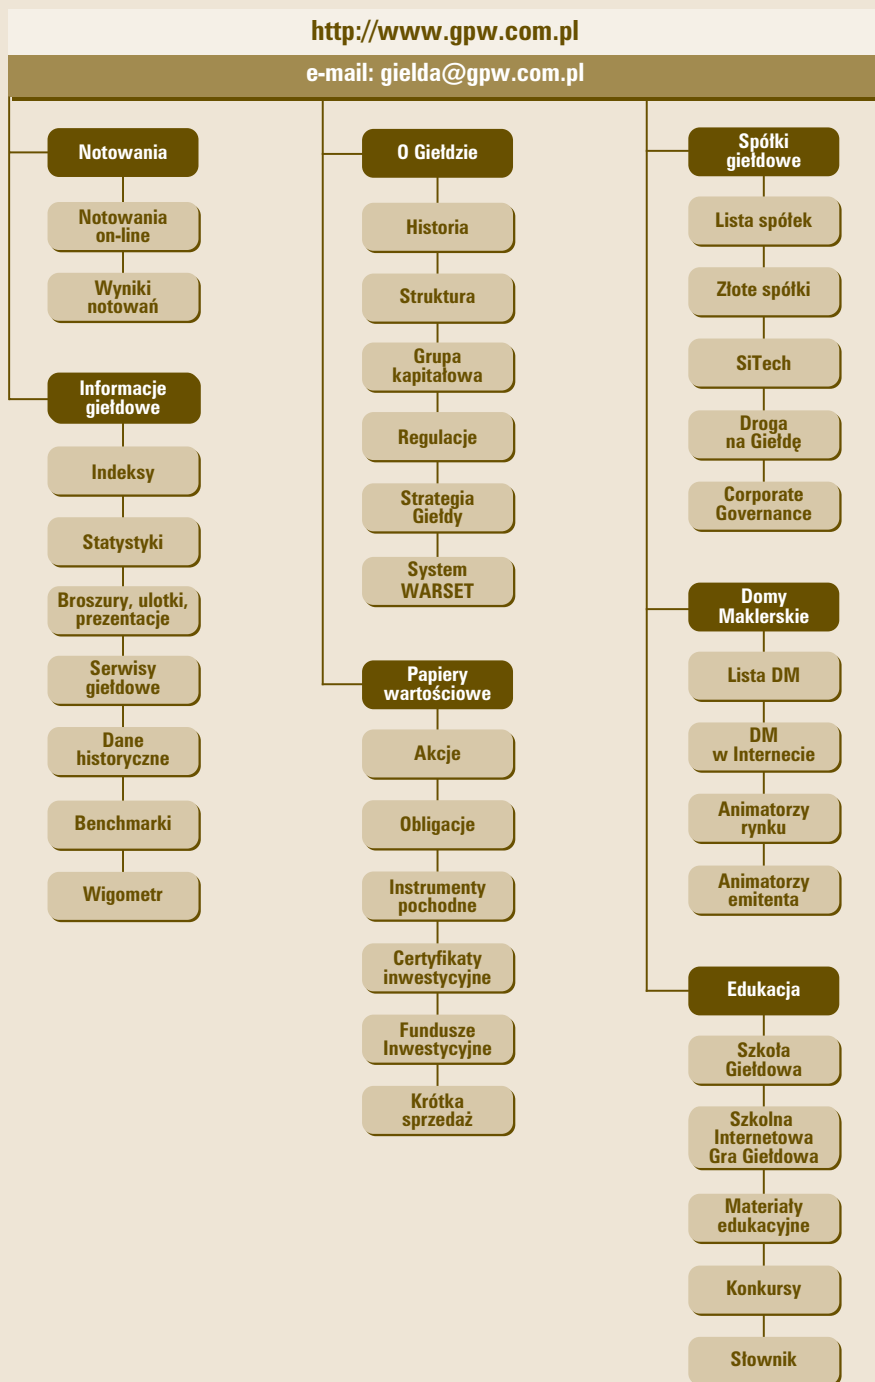 http://www.gpw.com.pl
e-mail: gielda@gpw.com.pl
Notowania
Notowania
on-line
Wyniki
notowań
Informacje
giełdowe
Indeksy
Statystyki
Broszury, ulotki,
prezentacje
Serwisy
giełdowe
Dane
historyczne
Benchmarki
Wigometr
O Giełdzie
Historia
Struktura
Grupa
kapitałowa
Regulacje
Strategia
Giełdy
System
WARSET
Papiery
wartościowe
Akcje
Obligacje
Instrumenty
pochodne
Certyfikaty
inwestycyjne
Fundusze
Inwestycyjne
Krótka
sprzedaż
Spółki
giełdowe
Lista spółek
Złote spółki
SiTech
Droga
na Giełdę
Corporate
Governance
Domy
Maklerskie
Lista DM
DM
w Internecie
Animatorzy
rynku
Animatorzy
emitenta
Edukacja
Szkoła
Giełdowa
Szkolna
Internetowa
Gra Giełdowa
Materiały
edukacyjne
Konkursy
Słownik